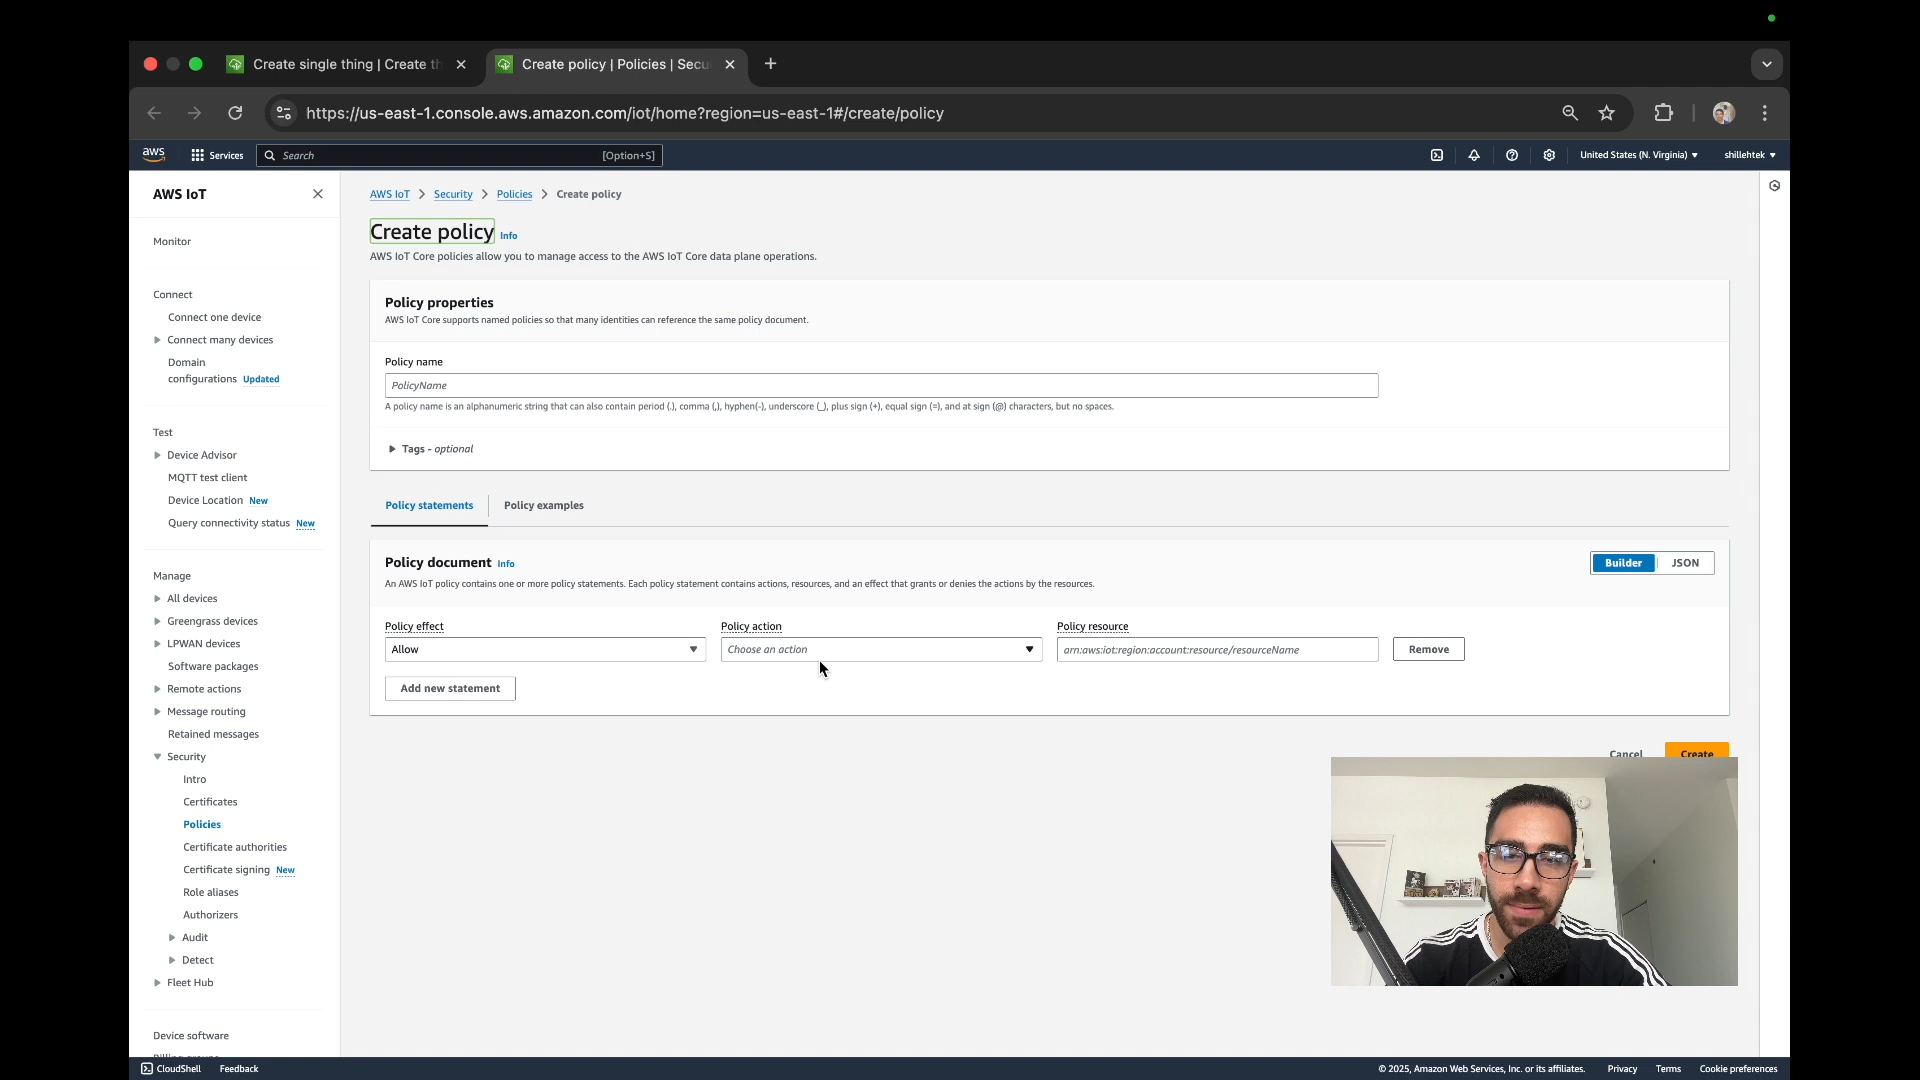 Create single thing | Create th
Create policy | Policies | Secu
https://us-east-1.console.aws.amazon.com/iot/home?region=us-east-1#/create/policy
aws
Services
Search
[Option+S]
United States (N. Virginia)
shillehtek
AWS IoT
Monitor
Connect
Connect one device
Connect many devices
Domain
configurations Updated
Test
Device Advisor
MQTT test client
Device Location New
Query connectivity status New
Manage
All devices
Greengrass devices
LPWAN devices
Software packages
Remote actions
Message routing
Retained messages
Security
Intro
Certificates
Policies
Certificate authorities
Certificate signing New
Role aliases
Authorizers
Audit
Detect
Fleet Hub
Device software
AWS IoT > Security > Policies > Create policy
Create policy Info
AWS IoT Core policies allow you to manage access to the AWS IoT Core data plane operations.
Policy properties
AWS IoT Core supports named policies so that many identities can reference the same policy document.
Policy name
PolicyName
A policy name is an alphanumeric string that can also contain period (.), comma (,), hyphen(-), underscore (_), plus sign (+), equal sign (=), and at sign (@) characters, but no spaces.
Tags - optional
Policy statements
Policy examples
Policy document Info
Builder
JSON
An AWS IoT policy contains one or more policy statements. Each policy statement contains actions, resources, and an effect that grants or denies the actions by the resources.
Policy effect
Policy action
Policy resource
Allow
Choose an action
arn:aws:iot:region:account:resource/resourceName
Remove
Add new statement
Cancel
Create
CloudShell
Feedback
© 2025, Amazon Web Services, Inc. or its affiliates.
Privacy
Terms
Cookie preferences